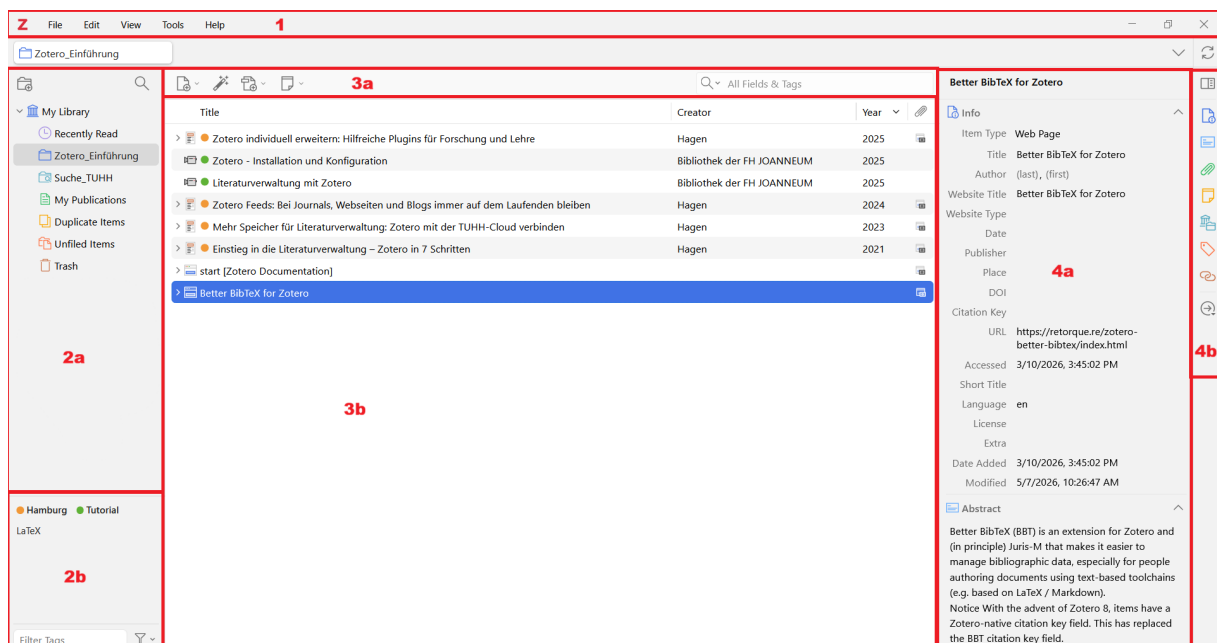 Z File Edit View Tools Help 1
Zotero_Einführung
3a
All Fields & Tags
My Library
Recently Read
Zotero_Einführung
Suche_TUHH
My Publications
Duplicate Items
Unfiled Items
Trash
2a
Title Creator Year
Zotero individuell erweitern: Hilfreiche Plugins für Forschung und Lehre Hagen 2025
Zotero - Installation und Konfiguration Bibliothek der FH JOANNEUM 2025
Literaturverwaltung mit Zotero Bibliothek der FH JOANNEUM 2025
Zotero Feeds: Bei Journals, Webseiten und Blogs immer auf dem Laufenden bleiben Hagen 2024
Mehr Speicher für Literaturverwaltung: Zotero mit der TUHH-Cloud verbinden Hagen 2023
Einstieg in die Literaturverwaltung – Zotero in 7 Schritten Hagen 2021
start [Zotero Documentation]
Better BibTeX for Zotero
3b
Hamburg Tutorial
LaTeX
2b
Filter Tags
Better BibTeX for Zotero
Info
Item Type Web Page
Title Better BibTeX for Zotero
Author (last), (first)
Website Title Better BibTeX for Zotero
Website Type
Date
Publisher
Place
4a
DOI
Citation Key
URL https://retorque.re/zotero-
better-bibtex/index.html
Accessed 3/10/2026, 3:45:02 PM
Short Title
Language en
License
Extra
Date Added 3/10/2026, 3:45:02 PM
Modified 5/7/2026, 10:26:47 AM
Abstract
Better BibTeX (BBT) is an extension for Zotero and
(in principle) Juris-M that makes it easier to
manage bibliographic data, especially for people
authoring documents using text-based toolchains
(e.g. based on LaTeX / Markdown).
Notice With the advent of Zotero 8, items have a
Zotero-native citation key field. This has replaced
the BBT citation key field.
4b